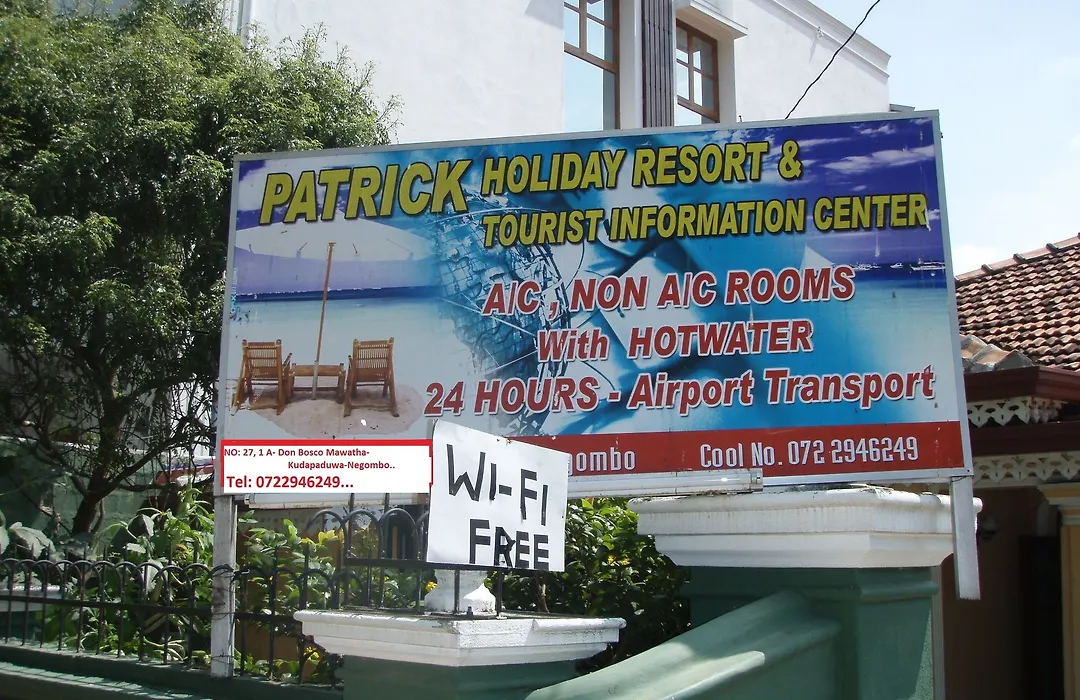 PATRICK HOLIDAY RESORT &
TOURIST INFORMATION CENTER
A/C , NON A/C ROOMS
With HOTWATER
24 HOURS - Airport Transport
NO: 27, 1 A- Don Bosco Mawatha-
Kudapaduwa-Negombo..
Tel: 0722946249...
Cool No. 072 2946249
WI-FI
FREE